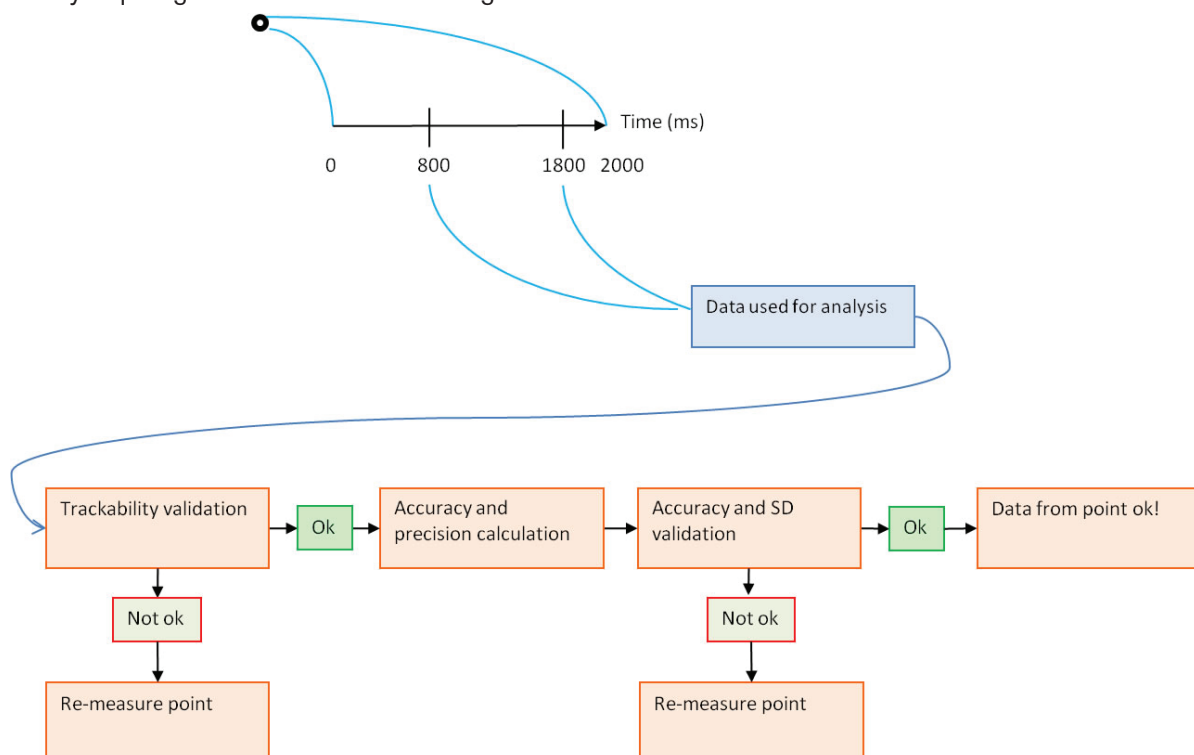 Time (ms)
0 800 1800 2000
Data used for analysis
Trackability validation
Ok
Accuracy and
precision calculation
Accuracy and SD
validation
Ok
Data from point ok!
Not ok
Not ok
Re-measure point
Re-measure point